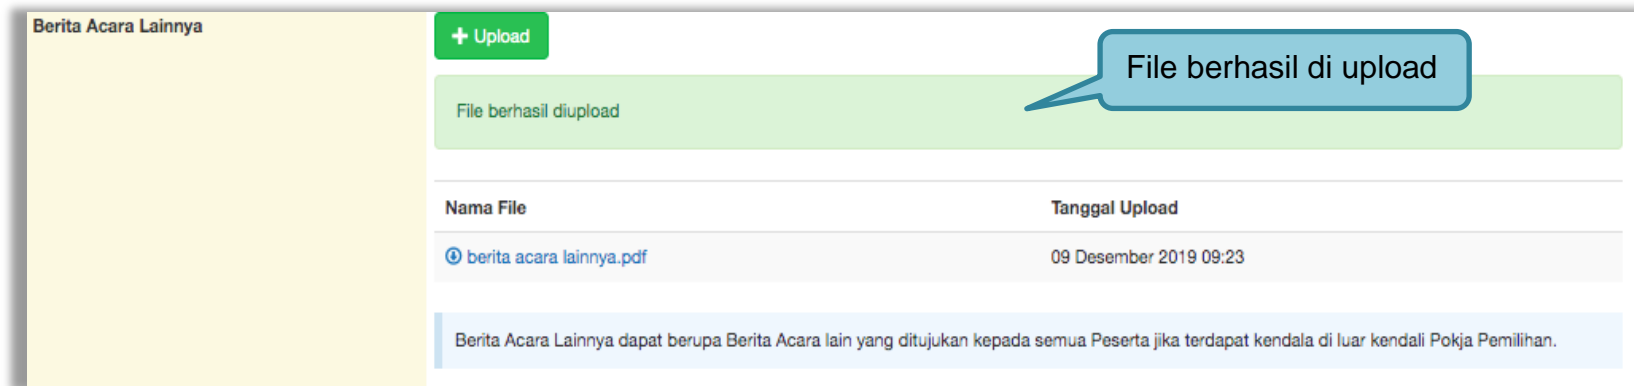 Berita Acara Lainnya
+ Upload
File berhasil di upload
File berhasil diupload
Nama File Tanggal Upload
berita acara lainnya.pdf 09 Desember 2019 09:23
Berita Acara Lainnya dapat berupa Berita Acara lain yang ditujukan kepada semua Peserta jika terdapat kendala di luar kendali Pokja Pemilihan.